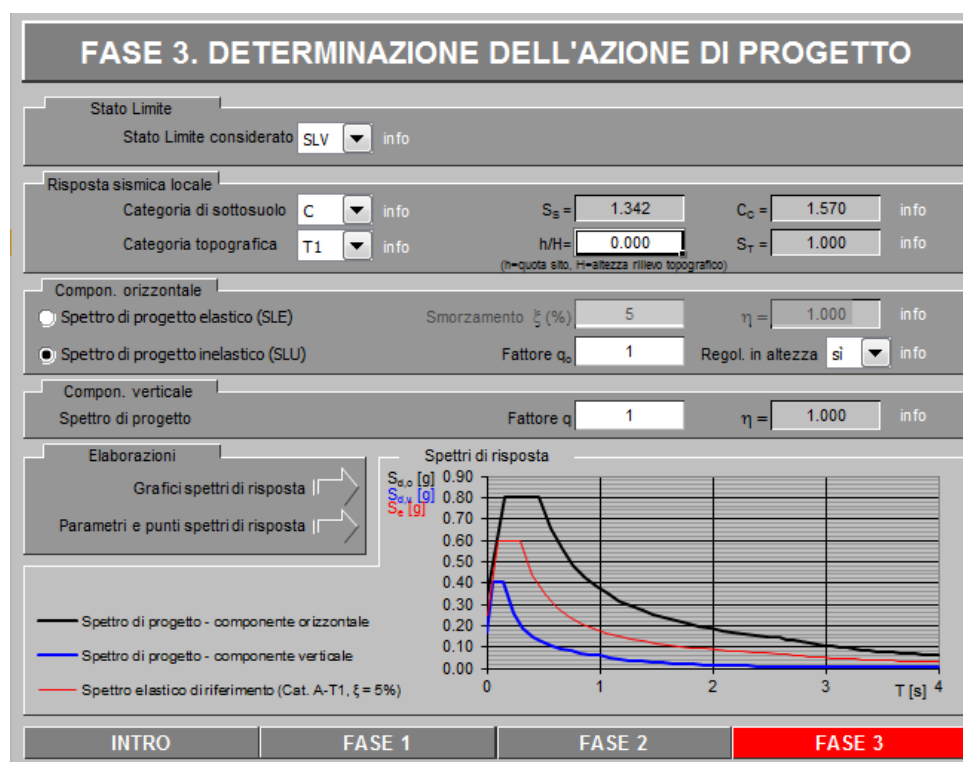 FASE 3. DETERMINAZIONE DELL'AZIONE DI PROGETTO
Stato Limite
Stato Limite considerato SLV info
Risposta sismica locale
Categoria di sottosuolo C info S_S = 1.342 C_C = 1.570 info
Categoria topografica T1 info h/H= 0.000 S_T = 1.000 info
(h=quota sito, H=altezza rilievo topografico)
Compon. orizzontale
Spettro di progetto elastico (SLE) Smorzamento ξ (%) 5 η = 1.000 info
Spettro di progetto inelastico (SLU) Fattore q_o 1 Regol. in altezza sì info
Compon. verticale
Spettro di progetto Fattore q 1 η = 1.000 info
Elaborazioni
Grafici spettri di risposta
Parametri e punti spettri di risposta
Spettri di risposta
S_d,o [g]
S_d,v [g]
S_e [g]
0.90
0.80
0.70
0.60
0.50
0.40
0.30
0.20
0.10
0.00
0 1 2 3 T [s] 4
Spettro di progetto - componente orizzontale
Spettro di progetto - componente verticale
Spettro elastico di riferimento (Cat. A-T1, ξ = 5%)
INTRO FASE 1 FASE 2 FASE 3